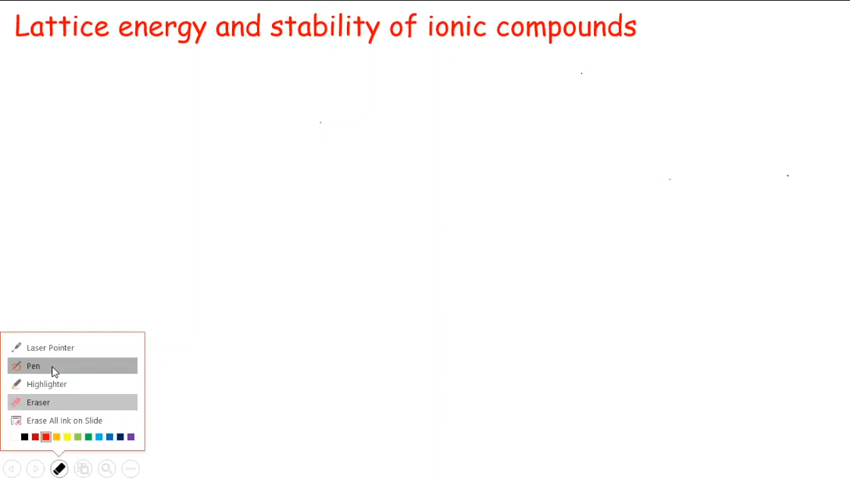 Lattice energy and stability of ionic compounds
Laser Pointer
Pen
Highlighter
Eraser
Erase All Ink on Slide